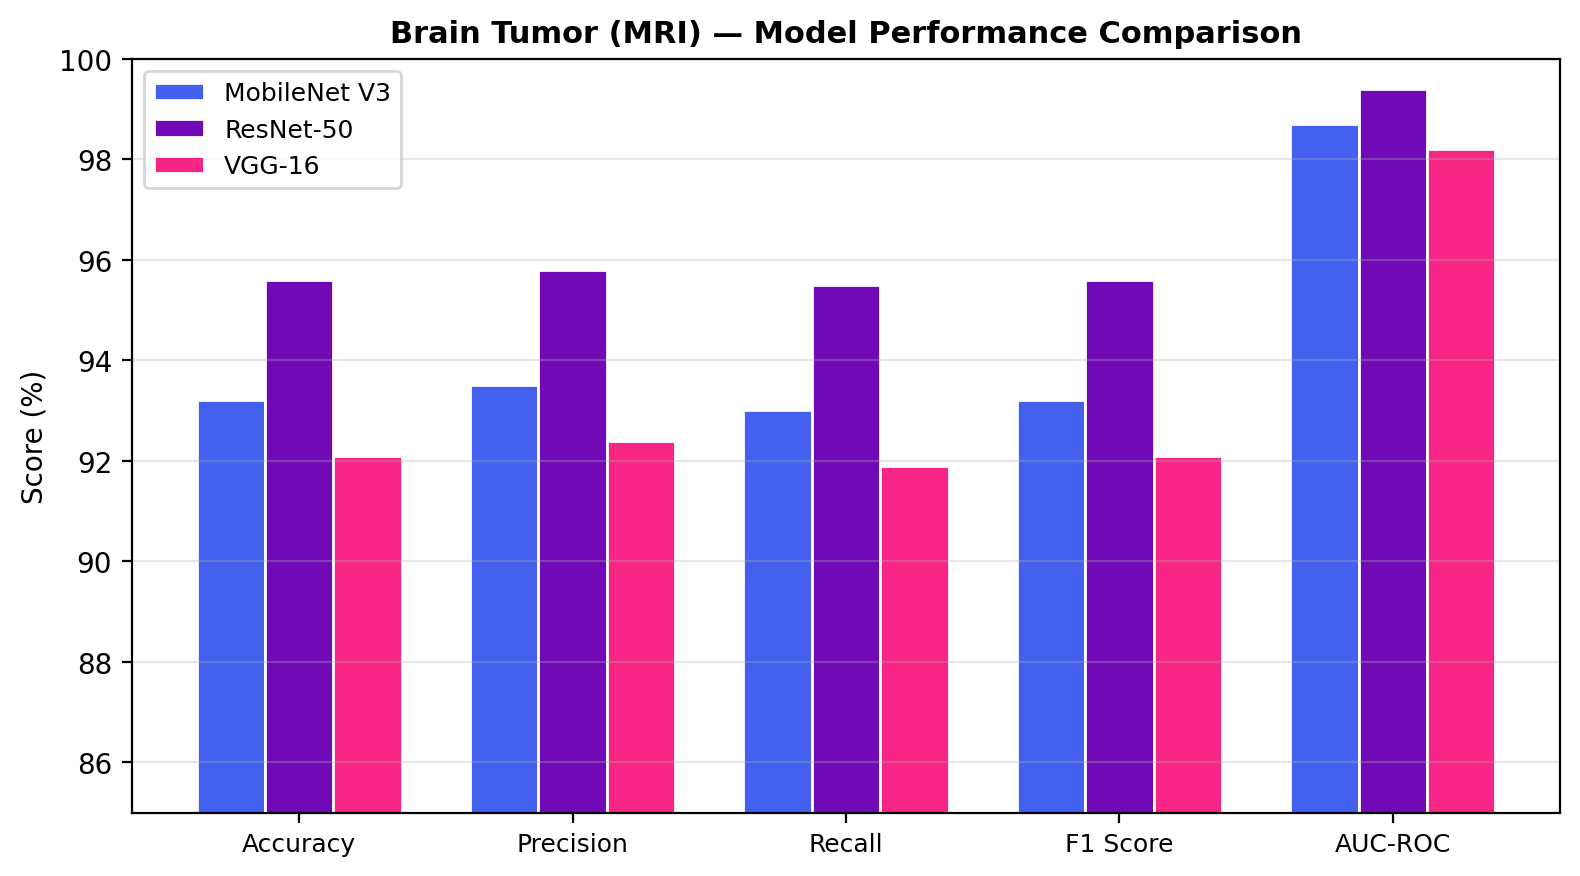 Brain Tumor (MRI) — Model Performance Comparison
100
98
96
94
92
90
88
86
Score (%)
MobileNet V3
ResNet-50
VGG-16
Accuracy Precision Recall F1 Score AUC-ROC